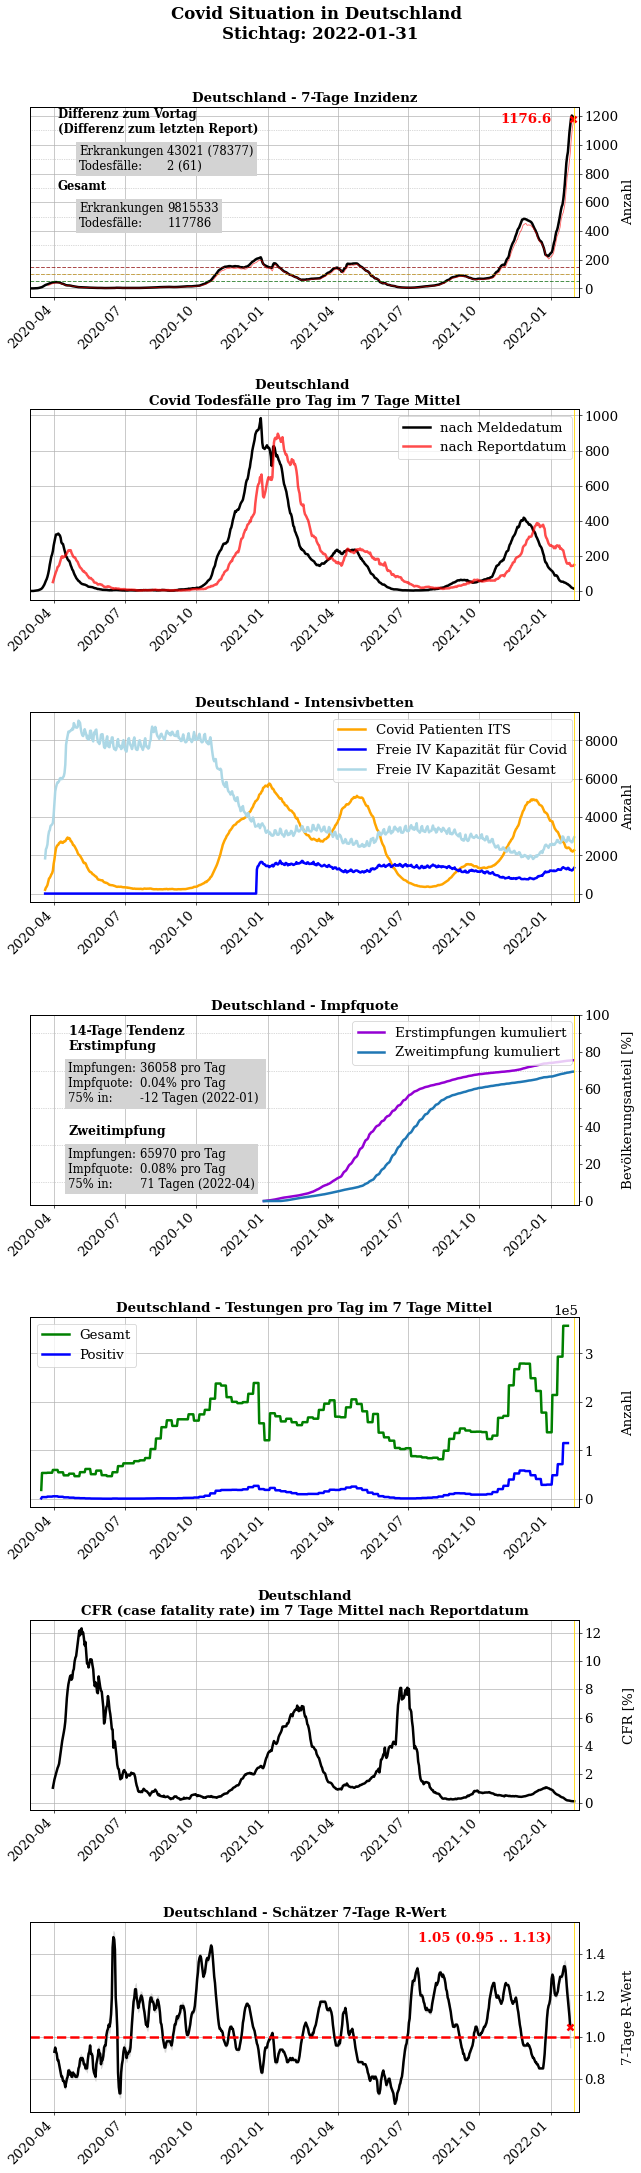 Covid Situation in Deutschland
Stichtag: 2022-01-31
Deutschland - 7-Tage Inzidenz
Differenz zum Vortag
(Differenz zum letzten Report)
Erkrankungen 43021 (78377)
Todesfälle: 2 (61)
Gesamt
Erkrankungen 9815533
Todesfälle: 117786
1176.6
1200
1000
800
600
400
200
0
Anzahl
2020-04 2020-07 2020-10 2021-01 2021-04 2021-07 2021-10 2022-01
Deutschland
Covid Todesfälle pro Tag im 7 Tage Mittel
nach Meldedatum
nach Reportdatum
1000
800
600
400
200
0
2020-04 2020-07 2020-10 2021-01 2021-04 2021-07 2021-10 2022-01
Deutschland - Intensivbetten
Covid Patienten ITS
Freie IV Kapazität für Covid
Freie IV Kapazität Gesamt
8000
6000
4000
2000
0
Anzahl
2020-04 2020-07 2020-10 2021-01 2021-04 2021-07 2021-10 2022-01
Deutschland - Impfquote
14-Tage Tendenz
Erstimpfung
Impfungen: 36058 pro Tag
Impfquote: 0.04% pro Tag
75% in: -12 Tagen (2022-01)
Zweitimpfung
Impfungen: 65970 pro Tag
Impfquote: 0.08% pro Tag
75% in: 71 Tagen (2022-04)
Erstimpfungen kumuliert
Zweitimpfung kumuliert
100
80
60
40
20
0
Bevölkerungsanteil [%]
2020-04 2020-07 2020-10 2021-01 2021-04 2021-07 2021-10 2022-01
Deutschland - Testungen pro Tag im 7 Tage Mittel
1e5
Gesamt
Positiv
3
2
1
0
Anzahl
2020-04 2020-07 2020-10 2021-01 2021-04 2021-07 2021-10 2022-01
Deutschland
CFR (case fatality rate) im 7 Tage Mittel nach Reportdatum
12
10
8
6
4
2
0
CFR [%]
2020-04 2020-07 2020-10 2021-01 2021-04 2021-07 2021-10 2022-01
Deutschland - Schätzer 7-Tage R-Wert
1.05 (0.95 .. 1.13)
1.4
1.2
1.0
0.8
7-Tage R-Wert
2020-04 2020-07 2020-10 2021-01 2021-04 2021-07 2021-10 2022-01